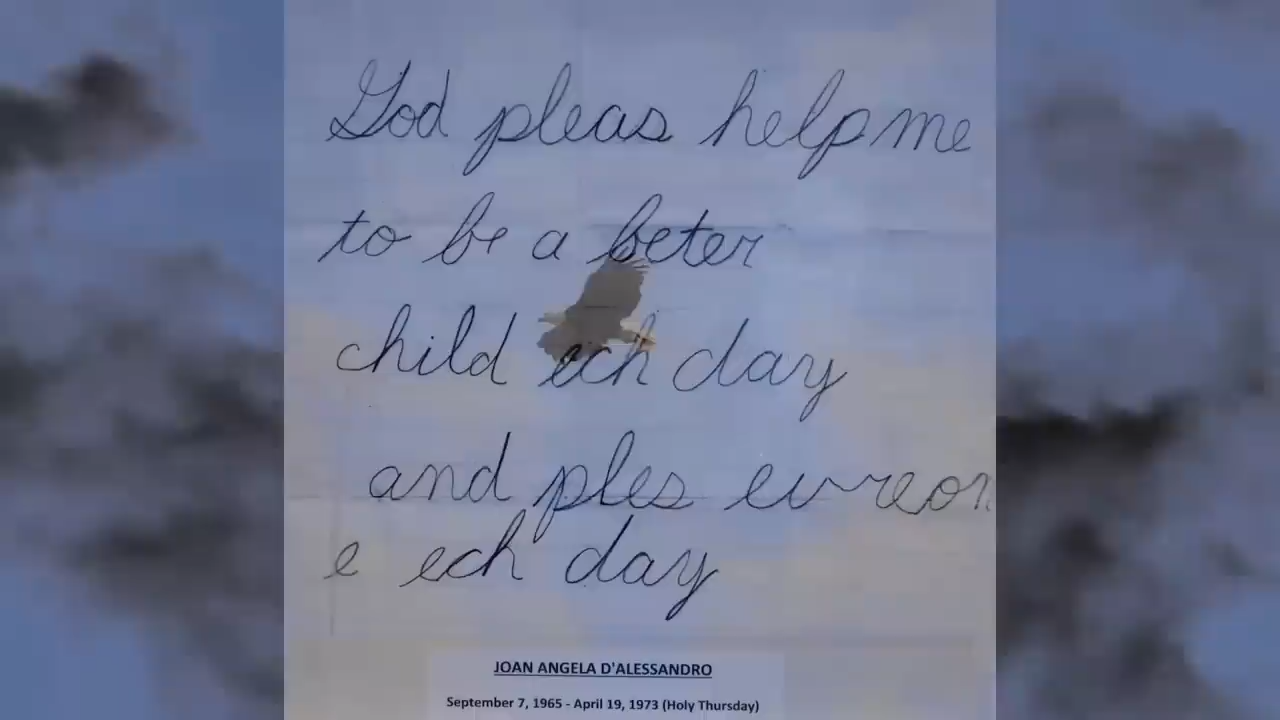 God pleas help me
to be a beter
child ech day
and ples evreon
e ech day
JOAN ANGELA D'ALESSANDRO
September 7, 1965 - April 19, 1973 (Holy Thursday)